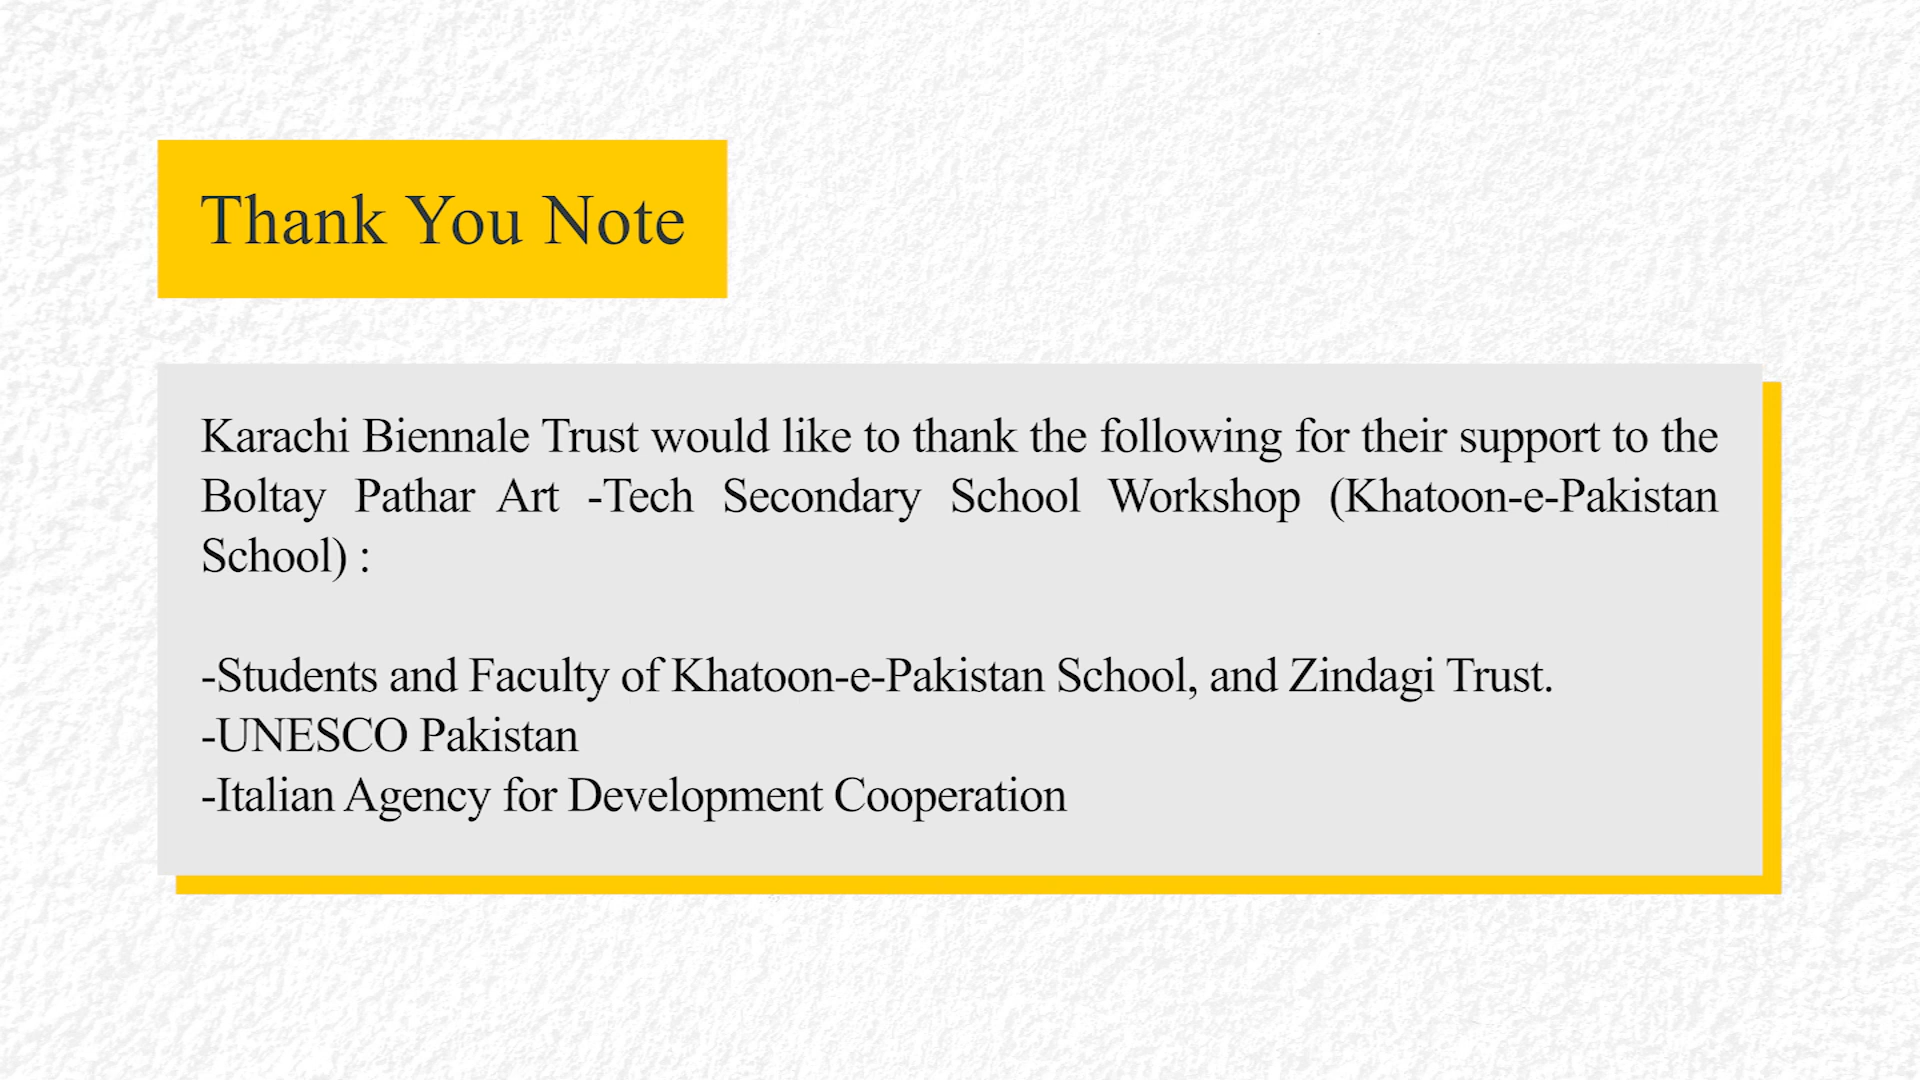 Thank You Note
Karachi Biennale Trust would like to thank the following for their support to the
Boltay Pathar Art -Tech Secondary School Workshop (Khatoon-e-Pakistan
School) :
-Students and Faculty of Khatoon-e-Pakistan School, and Zindagi Trust.
-UNESCO Pakistan
-Italian Agency for Development Cooperation